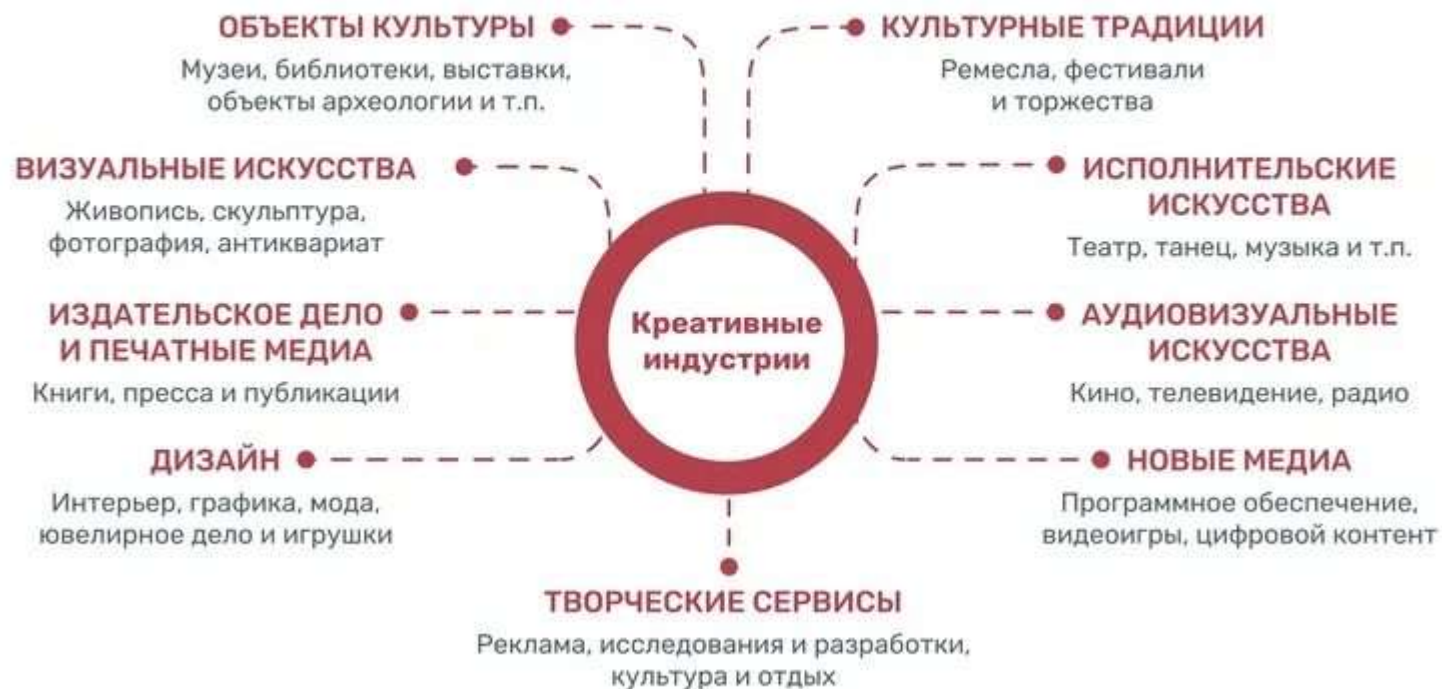 ОБЪЕКТЫ КУЛЬТУРЫ
Музеи, библиотеки, выставки,
объекты археологии и т.п.
КУЛЬТУРНЫЕ ТРАДИЦИИ
Ремесла, фестивали
и торжества
ВИЗУАЛЬНЫЕ ИСКУССТВА
Живопись, скульптура,
фотография, антиквариат
ИСПОЛНИТЕЛЬСКИЕ
ИСКУССТВА
Театр, танец, музыка и т.п.
ИЗДАТЕЛЬСКОЕ ДЕЛО
И ПЕЧАТНЫЕ МЕДИА
Книги, пресса и публикации
Креативные
индустрии
АУДИОВИЗУАЛЬНЫЕ
ИСКУССТВА
Кино, телевидение, радио
ДИЗАЙН
Интерьер, графика, мода,
ювелирное дело и игрушки
НОВЫЕ МЕДИА
Программное обеспечение,
видеоигры, цифровой контент
ТВОРЧЕСКИЕ СЕРВИСЫ
Реклама, исследования и разработки,
культура и отдых